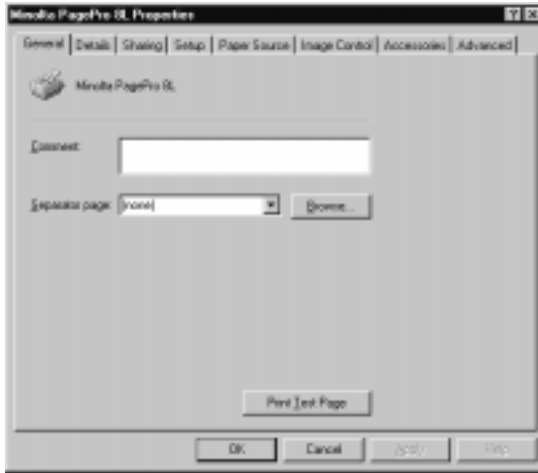 Minolta PagePro 8L Properties
General Details Sharing Setup Paper Source Image Control Accessories Advanced
Minolta PagePro 8L
Comment:
Separator page: (none) Browse...
Print Test Page
OK Cancel Apply Help